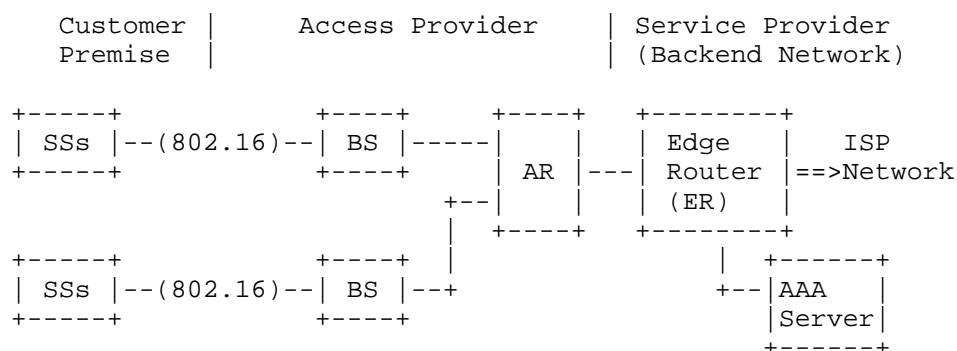 Customer | Access Provider | Service Provider
Premise | | (Backend Network)
+-----+ +----+ +----+ +--------+
| SSs |--(802.16)--| BS |-----| | | Edge | ISP
+-----+ +----+ | AR |---| Router |==>Network
+--| | | (ER) |
| +----+ +--------+
+-----+ +----+ | | +------+
| SSs |--(802.16)--| BS |--+ +--|AAA |
+-----+ +----+ |Server|
+------+